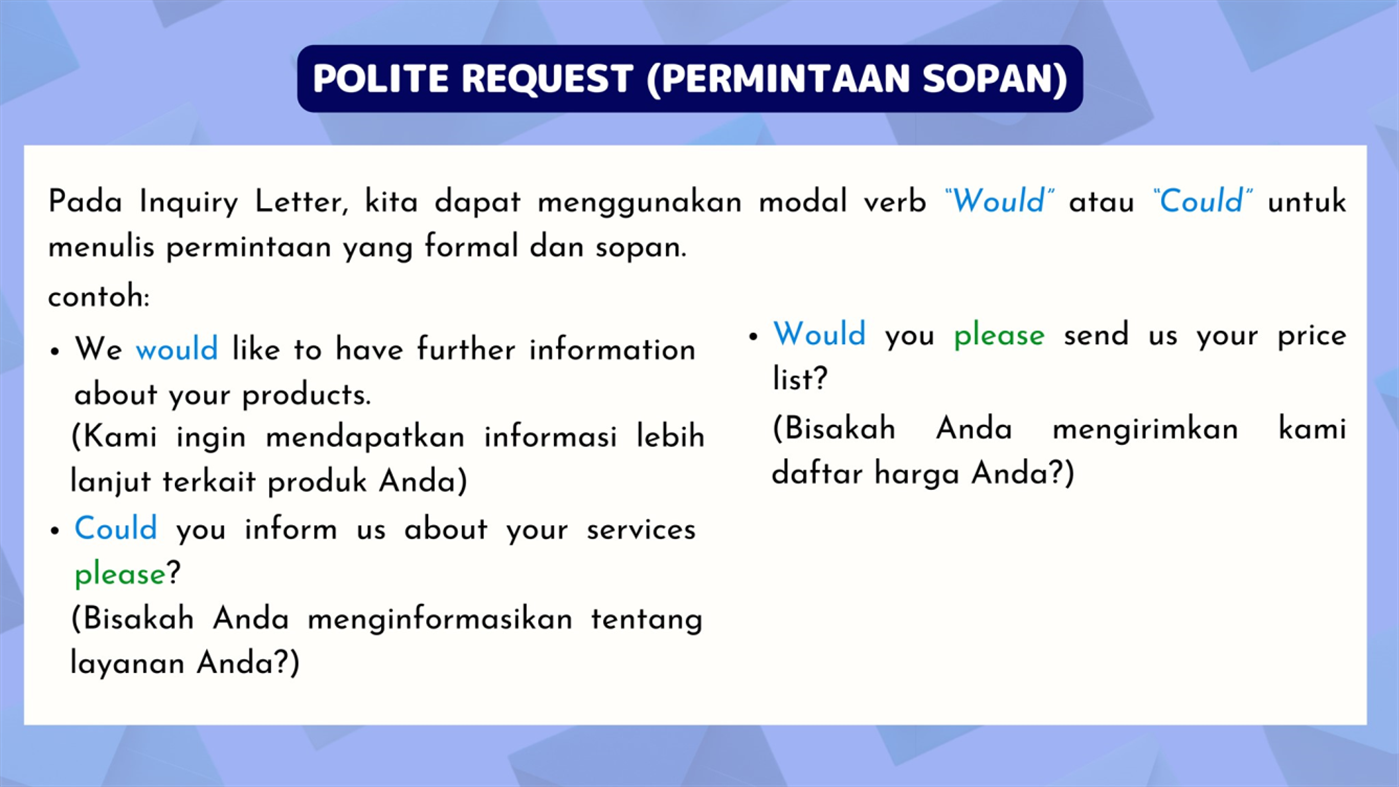 POLITE REQUEST (PERMINTAAN SOPAN)
Pada Inquiry Letter, kita dapat menggunakan modal verb “Would” atau “Could” untuk
menulis permintaan yang formal dan sopan.
contoh:
• We would like to have further information
about your products.
(Kami ingin mendapatkan informasi lebih
lanjut terkait produk Anda)
• Could you inform us about your services
please?
(Bisakah Anda menginformasikan tentang
layanan Anda?)
• Would you please send us your price
list?
(Bisakah Anda mengirimkan kami
daftar harga Anda?)